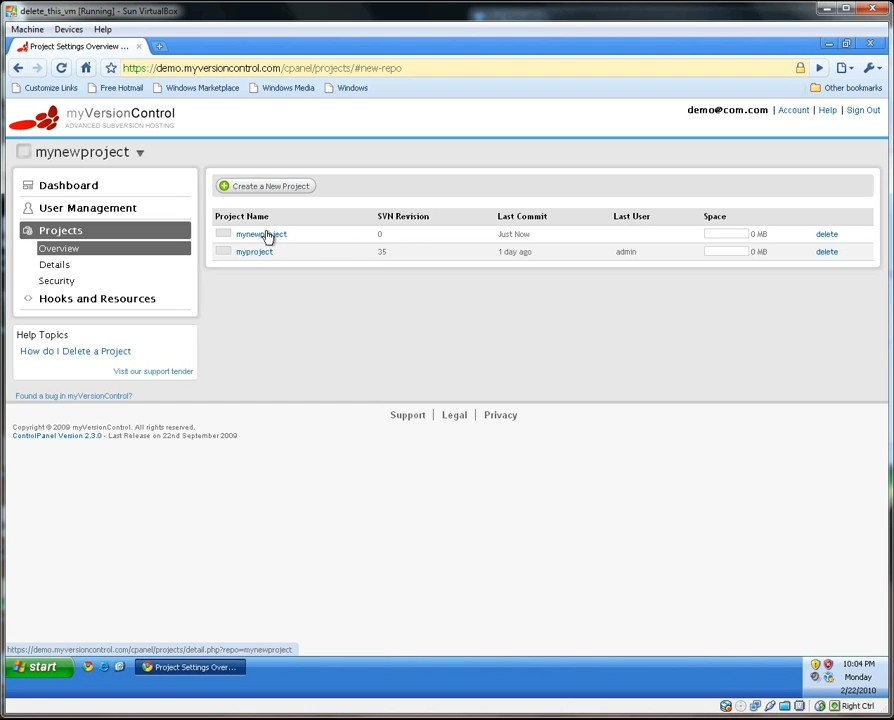 delete_this_vm [Running] - Sun VirtualBox
Machine Devices Help
Project Settings Overview ...
https://demo.myversioncontrol.com/cpanel/projects/#new-repo
Customize Links Free Hotmail Windows Marketplace Windows Media Windows Other bookmarks
myVersionControl
ADVANCED SUBVERSION HOSTING
demo@com.com | Account | Help | Sign Out
mynewproject
Dashboard
User Management
Projects
Overview
Details
Security
Hooks and Resources
Help Topics
How do I Delete a Project
Visit our support tender
Found a bug in myVersionControl?
Create a New Project
Project Name SVN Revision Last Commit Last User Space
mynewproject 0 Just Now 0 MB delete
myproject 35 1 day ago admin 0 MB delete
Support | Legal | Privacy
Copyright © 2009 myVersionControl. All rights reserved.
ControlPanel Version 2.3.0 - Last Release on 22nd September 2009
https://demo.myversioncontrol.com/cpanel/projects/detail.php?repo=mynewproject
start
Project Settings Over...
10:04 PM
Monday
2/22/2010
Right Ctrl